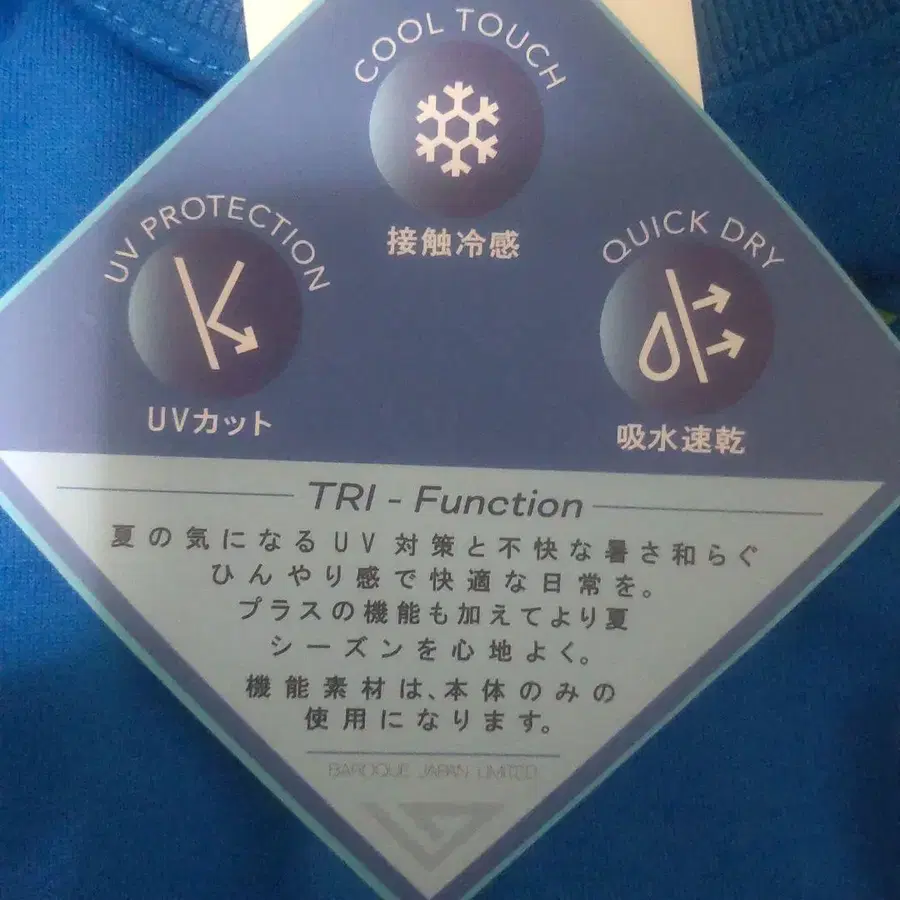 COOL TOUCH
接触冷感
UV PROTECTION
UVカット
QUICK DRY
吸水速乾
TRI - Function
夏の気になるUV対策と不快な暑さ和らぐ
ひんやり感で快適な日常を。
プラスの機能も加えてより夏
シーズンを心地よく。
機能素材は、本体のみの
使用になります。
BAROQUE JAPAN LIMITED